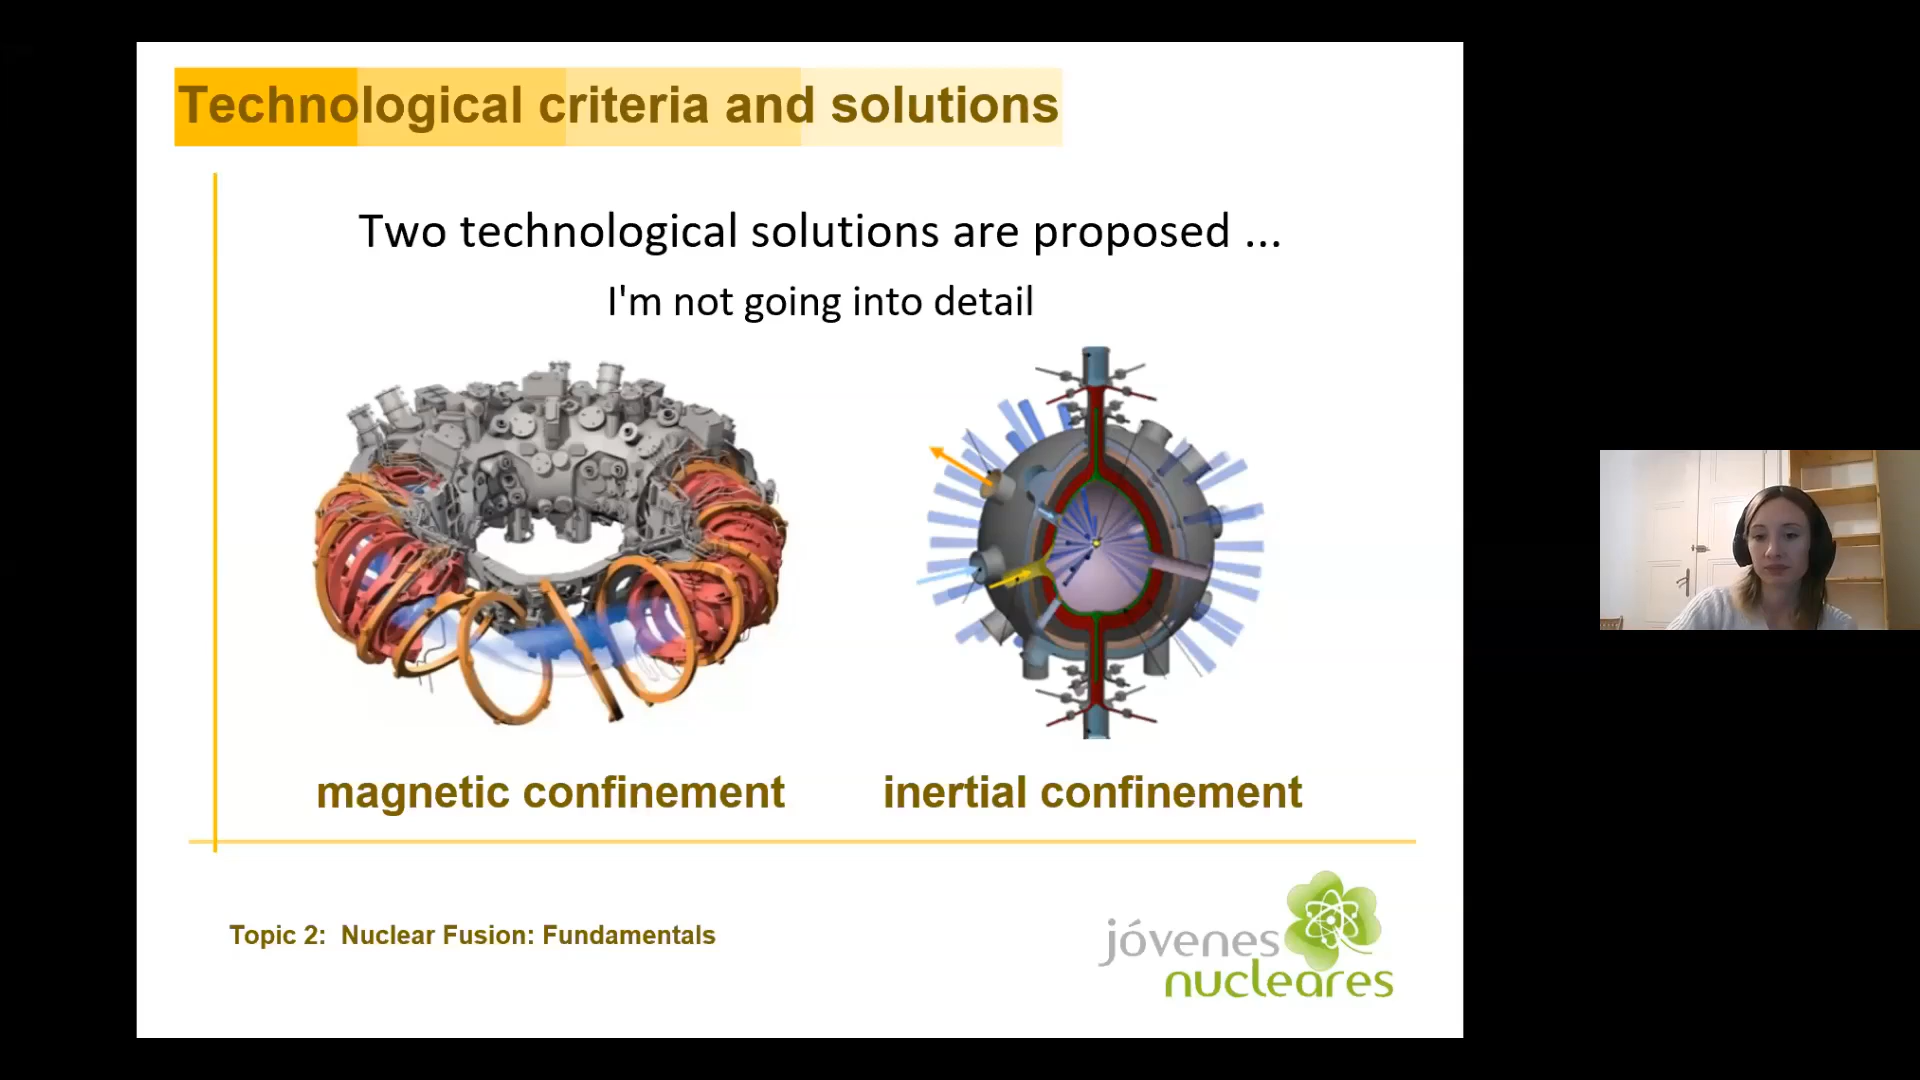 Technological criteria and solutions
Two technological solutions are proposed ...
I'm not going into detail
magnetic confinement
inertial confinement
Topic 2: Nuclear Fusion: Fundamentals
jóvenes
nucleares